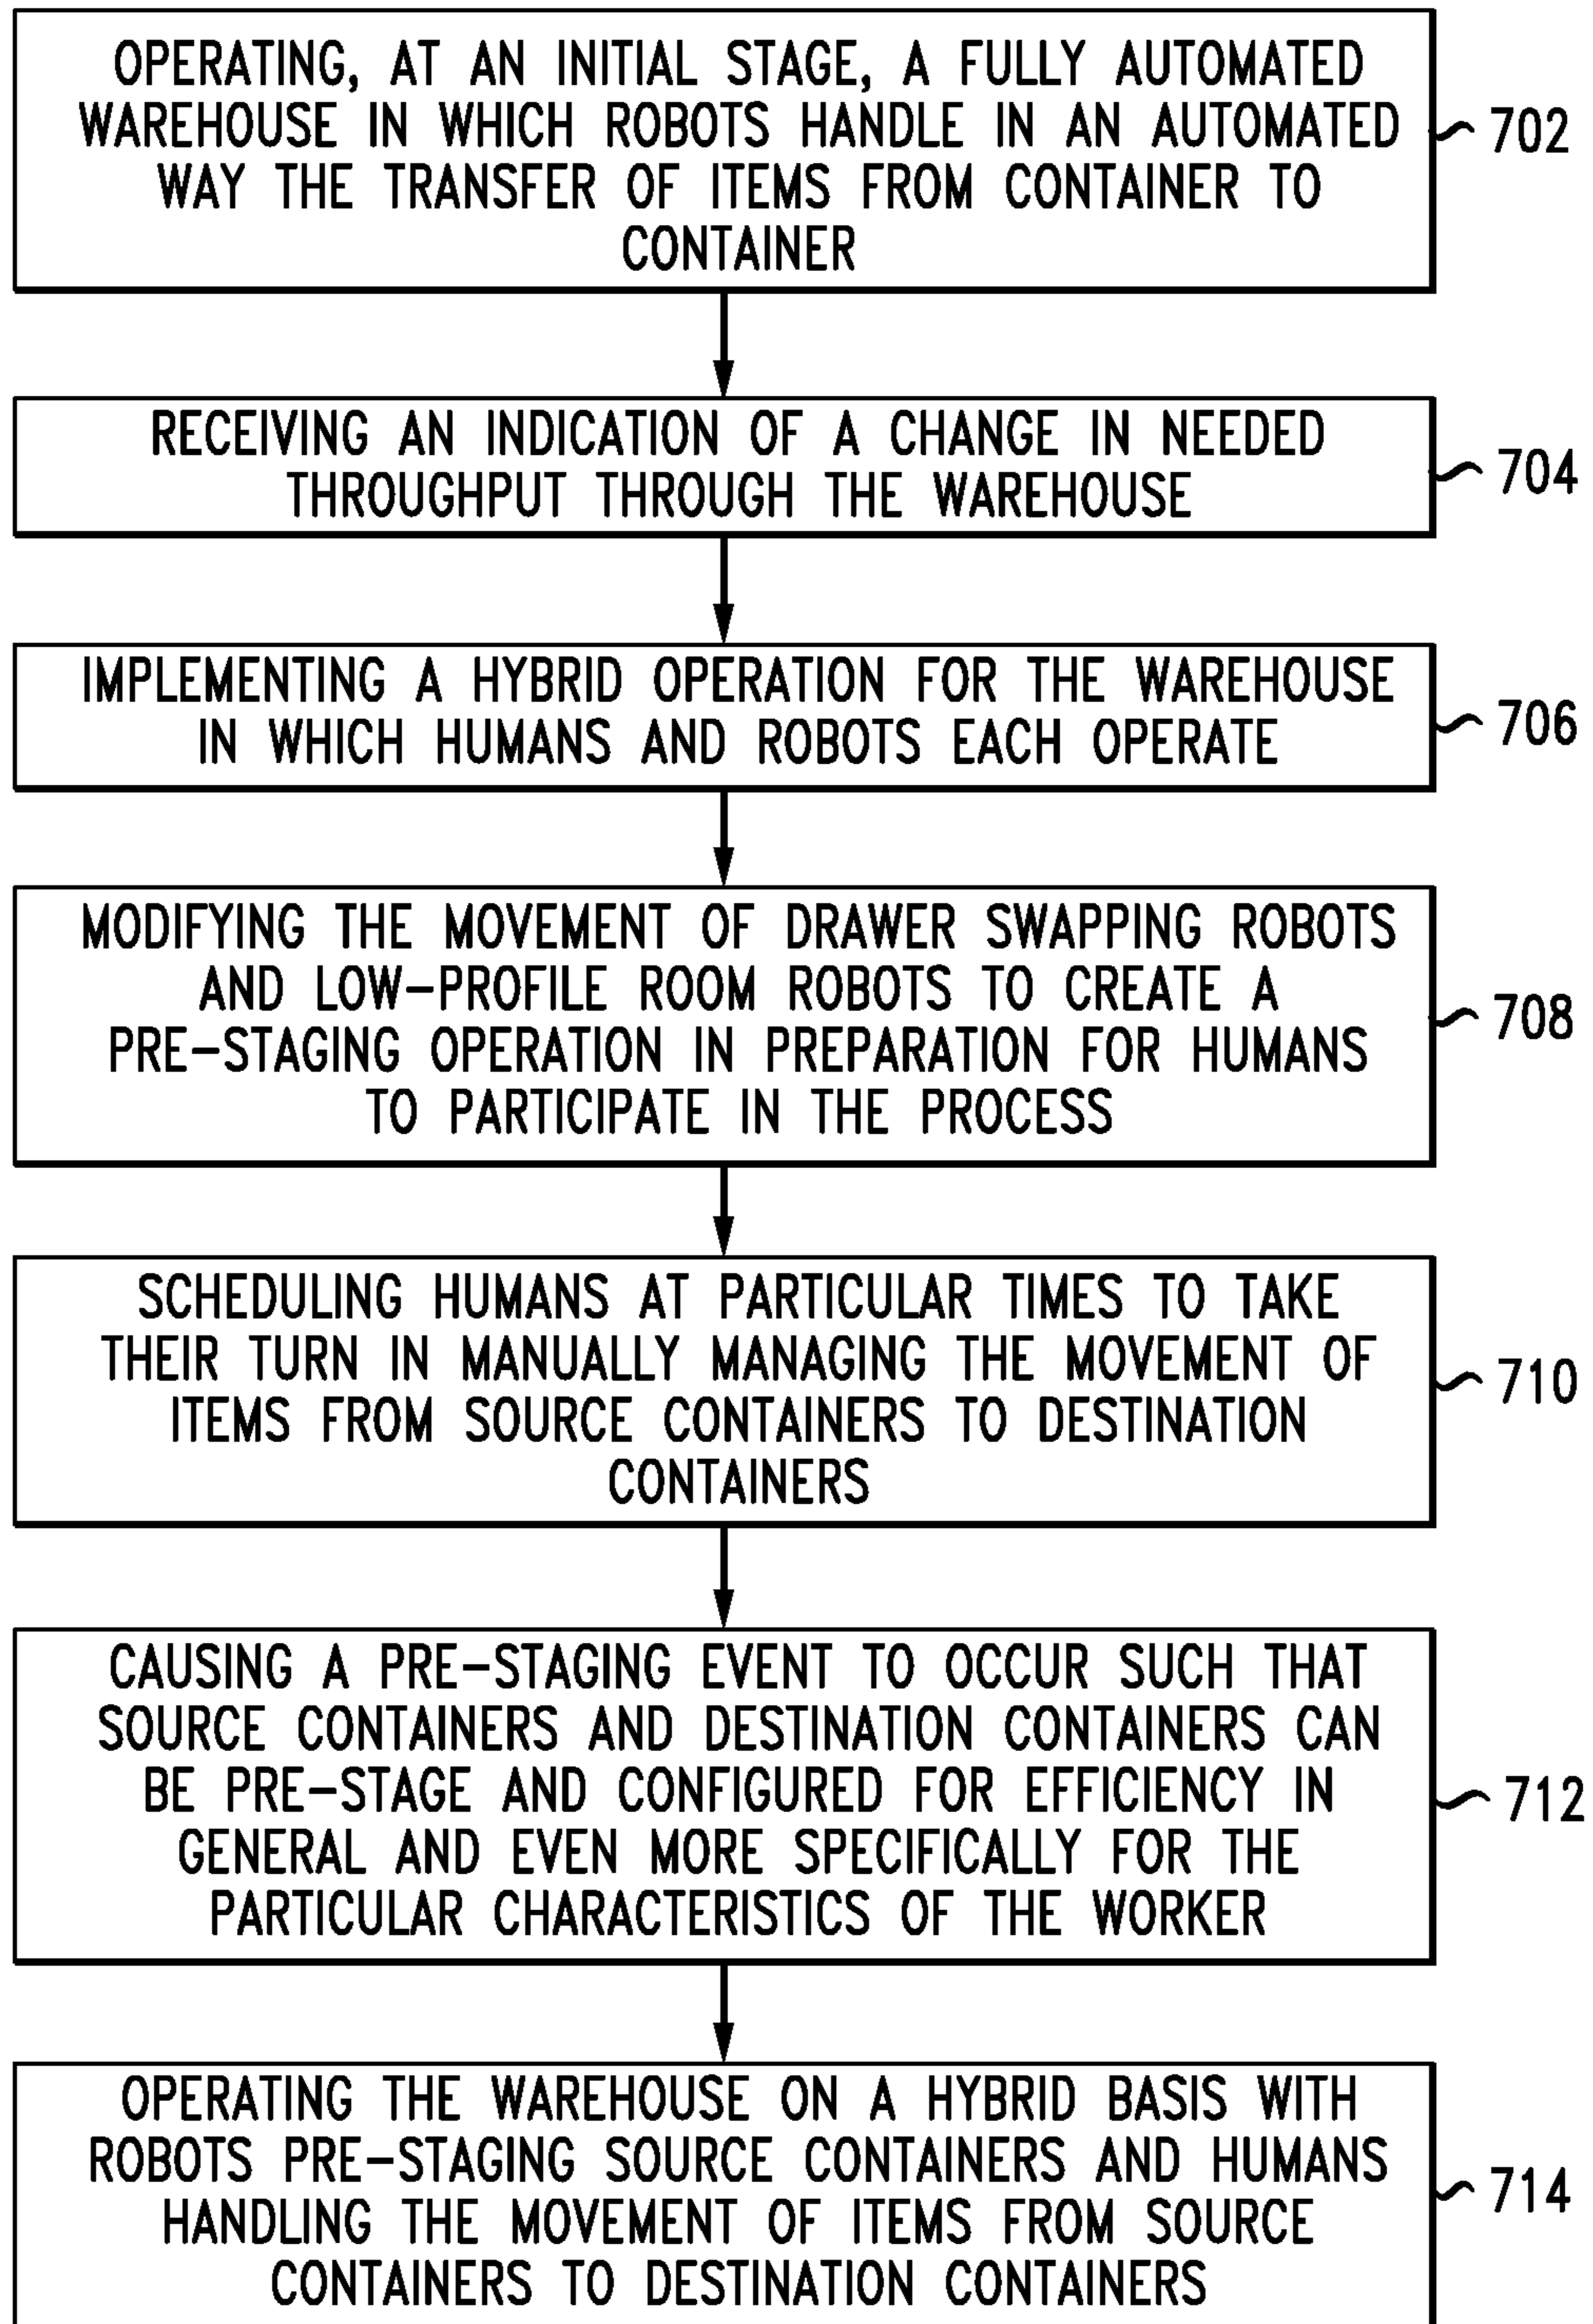 OPERATING, AT AN INITIAL STAGE, A FULLY AUTOMATED
WAREHOUSE IN WHICH ROBOTS HANDLE IN AN AUTOMATED
WAY THE TRANSFER OF ITEMS FROM CONTAINER TO
CONTAINER
702
RECEIVING AN INDICATION OF A CHANGE IN NEEDED
THROUGHPUT THROUGH THE WAREHOUSE
704
IMPLEMENTING A HYBRID OPERATION FOR THE WAREHOUSE
IN WHICH HUMANS AND ROBOTS EACH OPERATE
706
MODIFYING THE MOVEMENT OF DRAWER SWAPPING ROBOTS
AND LOW-PROFILE ROOM ROBOTS TO CREATE A
PRE-STAGING OPERATION IN PREPARATION FOR HUMANS
TO PARTICIPATE IN THE PROCESS
708
SCHEDULING HUMANS AT PARTICULAR TIMES TO TAKE
THEIR TURN IN MANUALLY MANAGING THE MOVEMENT OF
ITEMS FROM SOURCE CONTAINERS TO DESTINATION
CONTAINERS
710
CAUSING A PRE-STAGING EVENT TO OCCUR SUCH THAT
SOURCE CONTAINERS AND DESTINATION CONTAINERS CAN
BE PRE-STAGE AND CONFIGURED FOR EFFICIENCY IN
GENERAL AND EVEN MORE SPECIFICALLY FOR THE
PARTICULAR CHARACTERISTICS OF THE WORKER
712
OPERATING THE WAREHOUSE ON A HYBRID BASIS WITH
ROBOTS PRE-STAGING SOURCE CONTAINERS AND HUMANS
HANDLING THE MOVEMENT OF ITEMS FROM SOURCE
CONTAINERS TO DESTINATION CONTAINERS
714